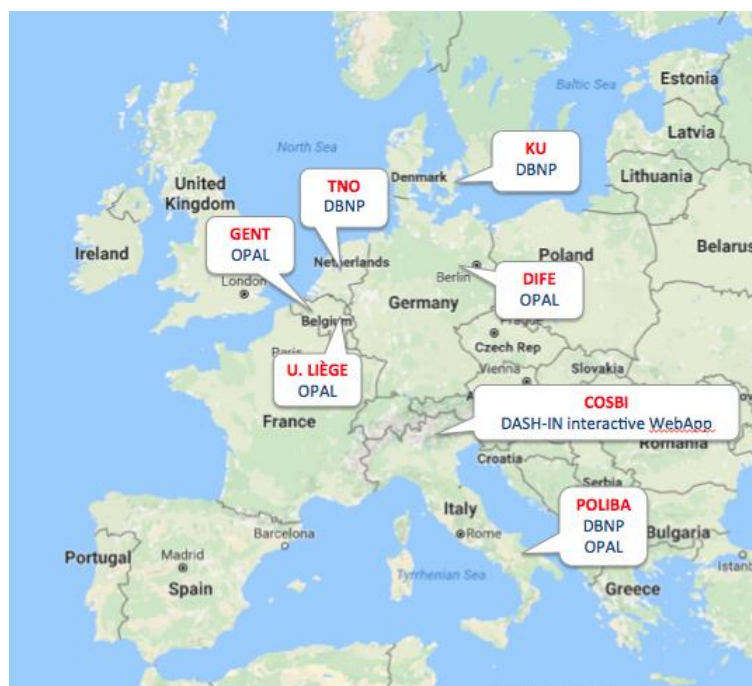 Estonia
Baltic Sea
Latvia
North Sea
KU
DBNP
Denmark
Lithuania
United
Kingdom
TNO
DBNP
Ireland
GENT
OPAL
Netherlands
Poland
Belarus
London
Berlin
DIFE
OPAL
Germany
Belgium
Prague
Czech Rep
Paris
U. LIÈGE
OPAL
Vienna
Slovakia
France
COSBI
DASH-IN interactive WebApp
Romania
Croatia
Serbia
Italy
POLIBA
DBNP
OPAL
Bulgaria
Barcelona
Rome
Portugal
Madrid
Spain
Tyrrhenian Sea
Istanb
Greece